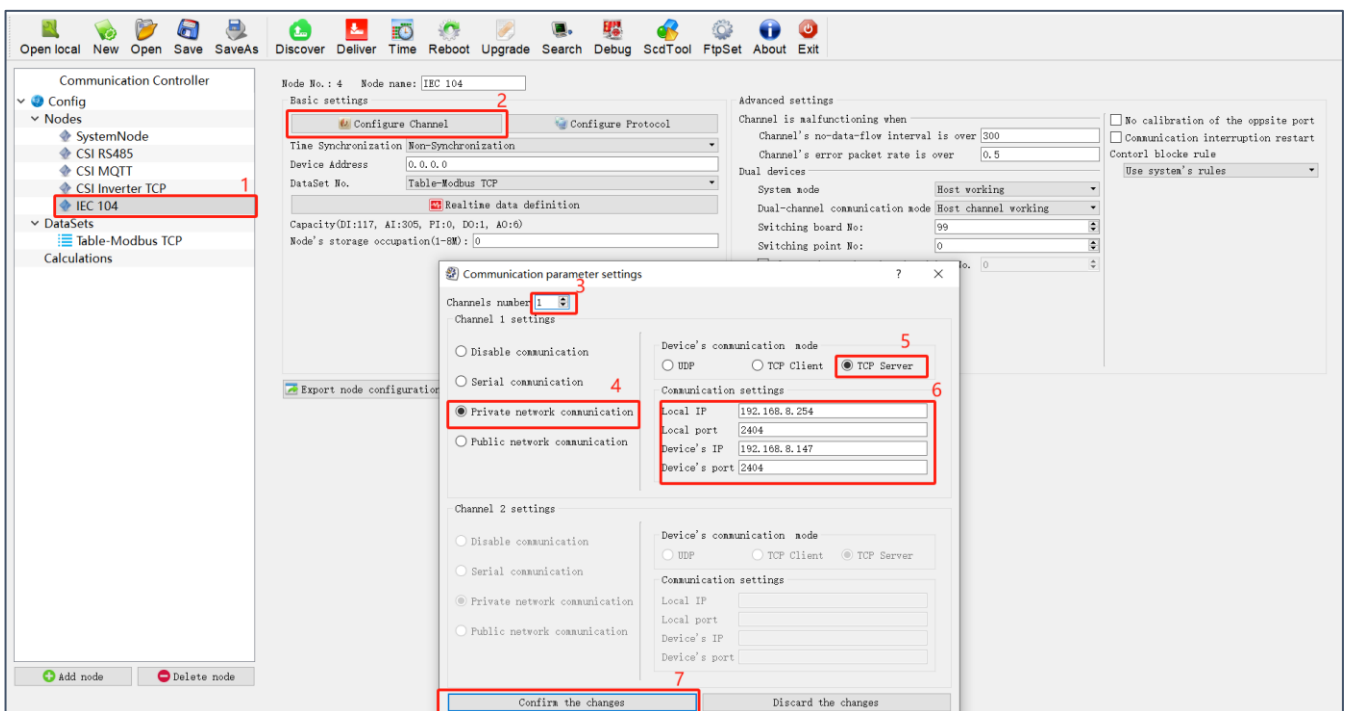 Open local New Open Save SaveAs Discover Deliver Time Reboot Upgrade Search Debug ScdTool FtpSet About Exit
Communication Controller
Config
Nodes
SystemNode
CSI RS485
CSI MQTT
CSI Inverter TCP
1
IEC 104
DataSets
Table-Modbus TCP
Calculations
Add node Delete node
Node No.: 4 Node name: IEC 104
Basic settings
2
Configure Channel Configure Protocol
Time Synchronization Non-Synchronization
Device Address 0.0.0.0
DataSet No. Table-Modbus TCP
Realtime data definition
Capacity(DI:117, AI:305, PI:0, DO:1, AO:6)
Node's storage occupation(1-8M): 0
Export node configuration
Advanced settings
Channel is malfunctioning when
Channel's no-data-flow interval is over 300
Channel's error packet rate is over 0.5
Dual devices
System mode Host working
Dual-channel communication mode Host channel working
Switching board No: 99
Switching point No: 0
No. 0
No calibration of the oppsite port
Communication interruption restart
Contorl blocke rule
Use system's rules
Communication parameter settings ? ×
3
Channels number 1
Channel 1 settings
Disable communication
Serial communication
4
Private network communication
Public network communication
Device's communication mode
5
UDP TCP Client TCP Server
Communication settings
6
Local IP 192.168.8.254
Local port 2404
Device's IP 192.168.8.147
Device's port 2404
Channel 2 settings
Disable communication
Serial communication
Private network communication
Public network communication
Device's communication mode
UDP TCP Client TCP Server
Communication settings
Local IP
Local port
Device's IP
Device's port
7
Confirm the changes Discard the changes